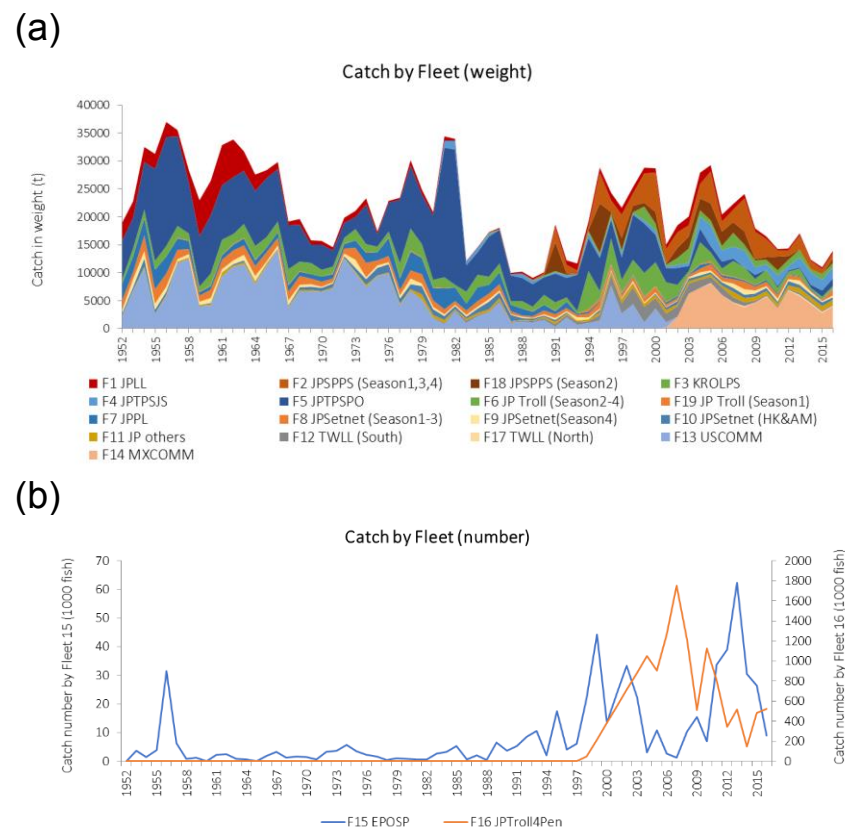 (a)
Catch by Fleet (weight)
40000
35000
30000
25000
20000
15000
10000
5000
0
Catch in weight (t)
1952 1955 1958 1961 1964 1967 1970 1973 1976 1979 1982 1985 1988 1991 1994 1997 2000 2003 2006 2009 2012 2015
F1 JPLL F2 JPSPPS (Season1,3,4) F18 JPSPPS (Season2) F3 KROLPS
F4 JPTPSJS F5 JPTPSPO F6 JP Troll (Season2-4) F19 JP Troll (Season1)
F7 JPPL F8 JPSetnet (Season1-3) F9 JPSetnet(Season4) F10 JPSetnet (HK&AM)
F11 JP others F12 TWLL (South) F17 TWLL (North) F13 USCOMM
F14 MXCOMM
(b)
Catch by Fleet (number)
70 2000
60 1800
50 1600
40 1400
30 1200
20 1000
10 800
0 600
400
200
0
Catch number by Fleet 15 (1000 fish)
Catch number by Fleet 16 (1000 fish)
1952 1955 1958 1961 1964 1967 1970 1973 1976 1979 1982 1985 1988 1991 1994 1997 2000 2003 2006 2009 2012 2015
F15 EPOSP F16 JPTroll4Pen